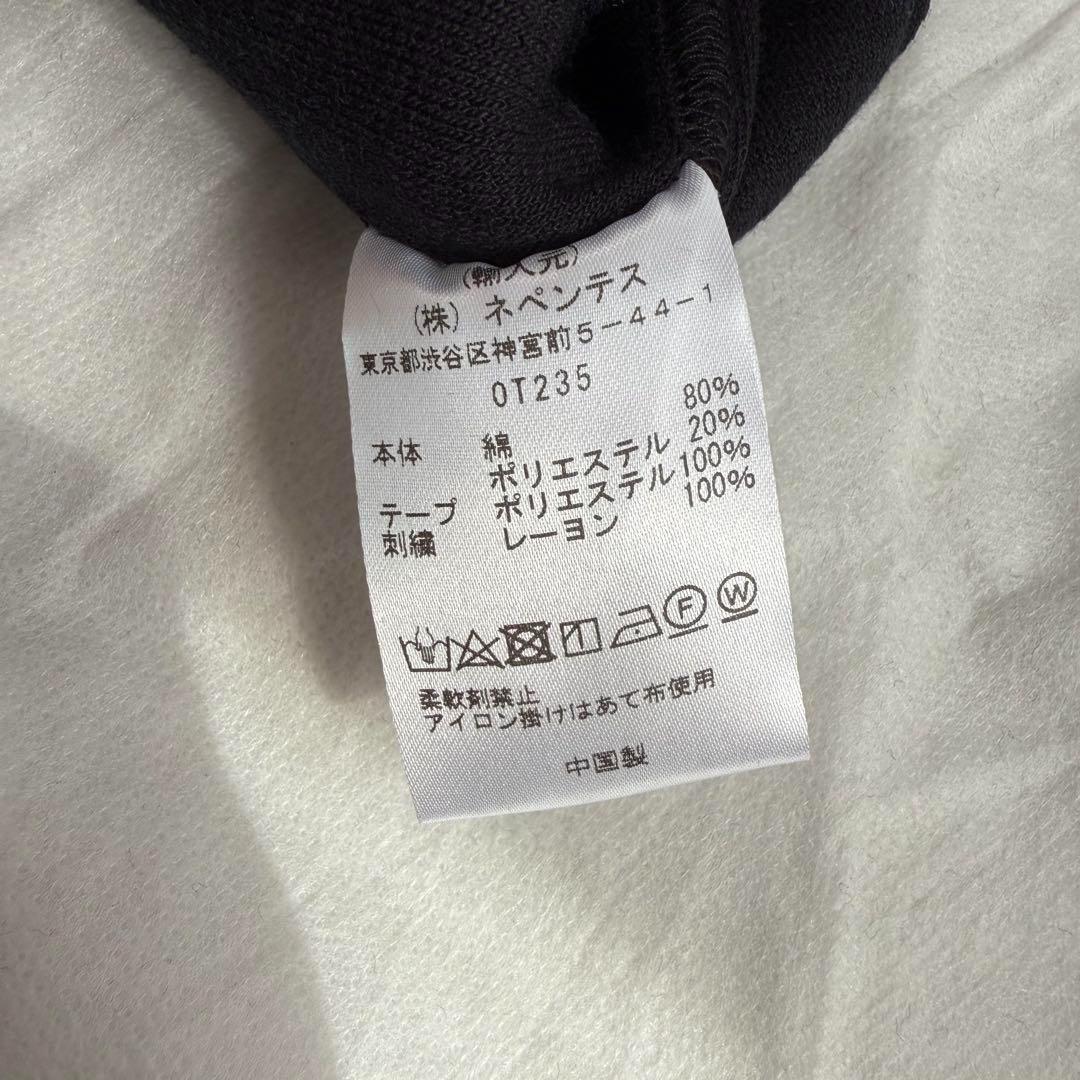 (輸入元)
(株) ネペンテス
東京都渋谷区神宮前5-44-1
OT235
本体 綿 80%
ポリエステル 20%
テープ ポリエステル 100%
刺繍 レーヨン 100%
F W
柔軟剤禁止
アイロン掛けはあて布使用
中国製